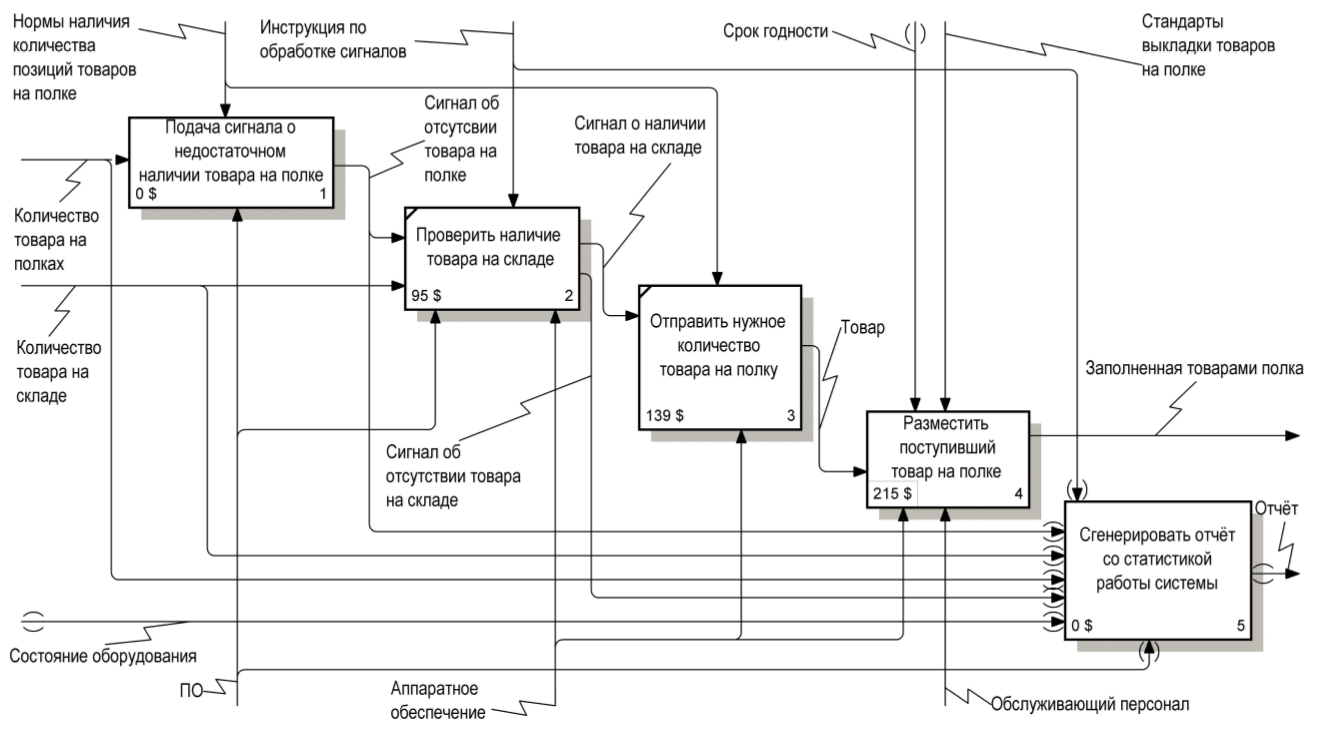 Нормы наличия
количества
позиций товаров
на полке
Инструкция по
обработке сигналов
Срок годности
Стандарты
выкладки товаров
на полке
Подача сигнала о
недостаточном
наличии товара на полке
0 $ 1
Сигнал об
отсутсвии
товара на
полке
Сигнал о наличии
товара на складе
Количество
товара на
полках
Проверить наличие
товара на складе
95 $ 2
Количество
товара на
складе
Отправить нужное
количество
товара на полку
139 $ 3
Товар
Заполненная товарами полка
Разместить
поступивший
товар на полке
215 $ 4
Сигнал об
отсутствии товара
на складе
Сгенерировать отчёт
со статистикой
работы системы
0 $ 5
Отчёт
Состояние оборудования
ПО
Аппаратное
обеспечение
Обслуживающий персонал